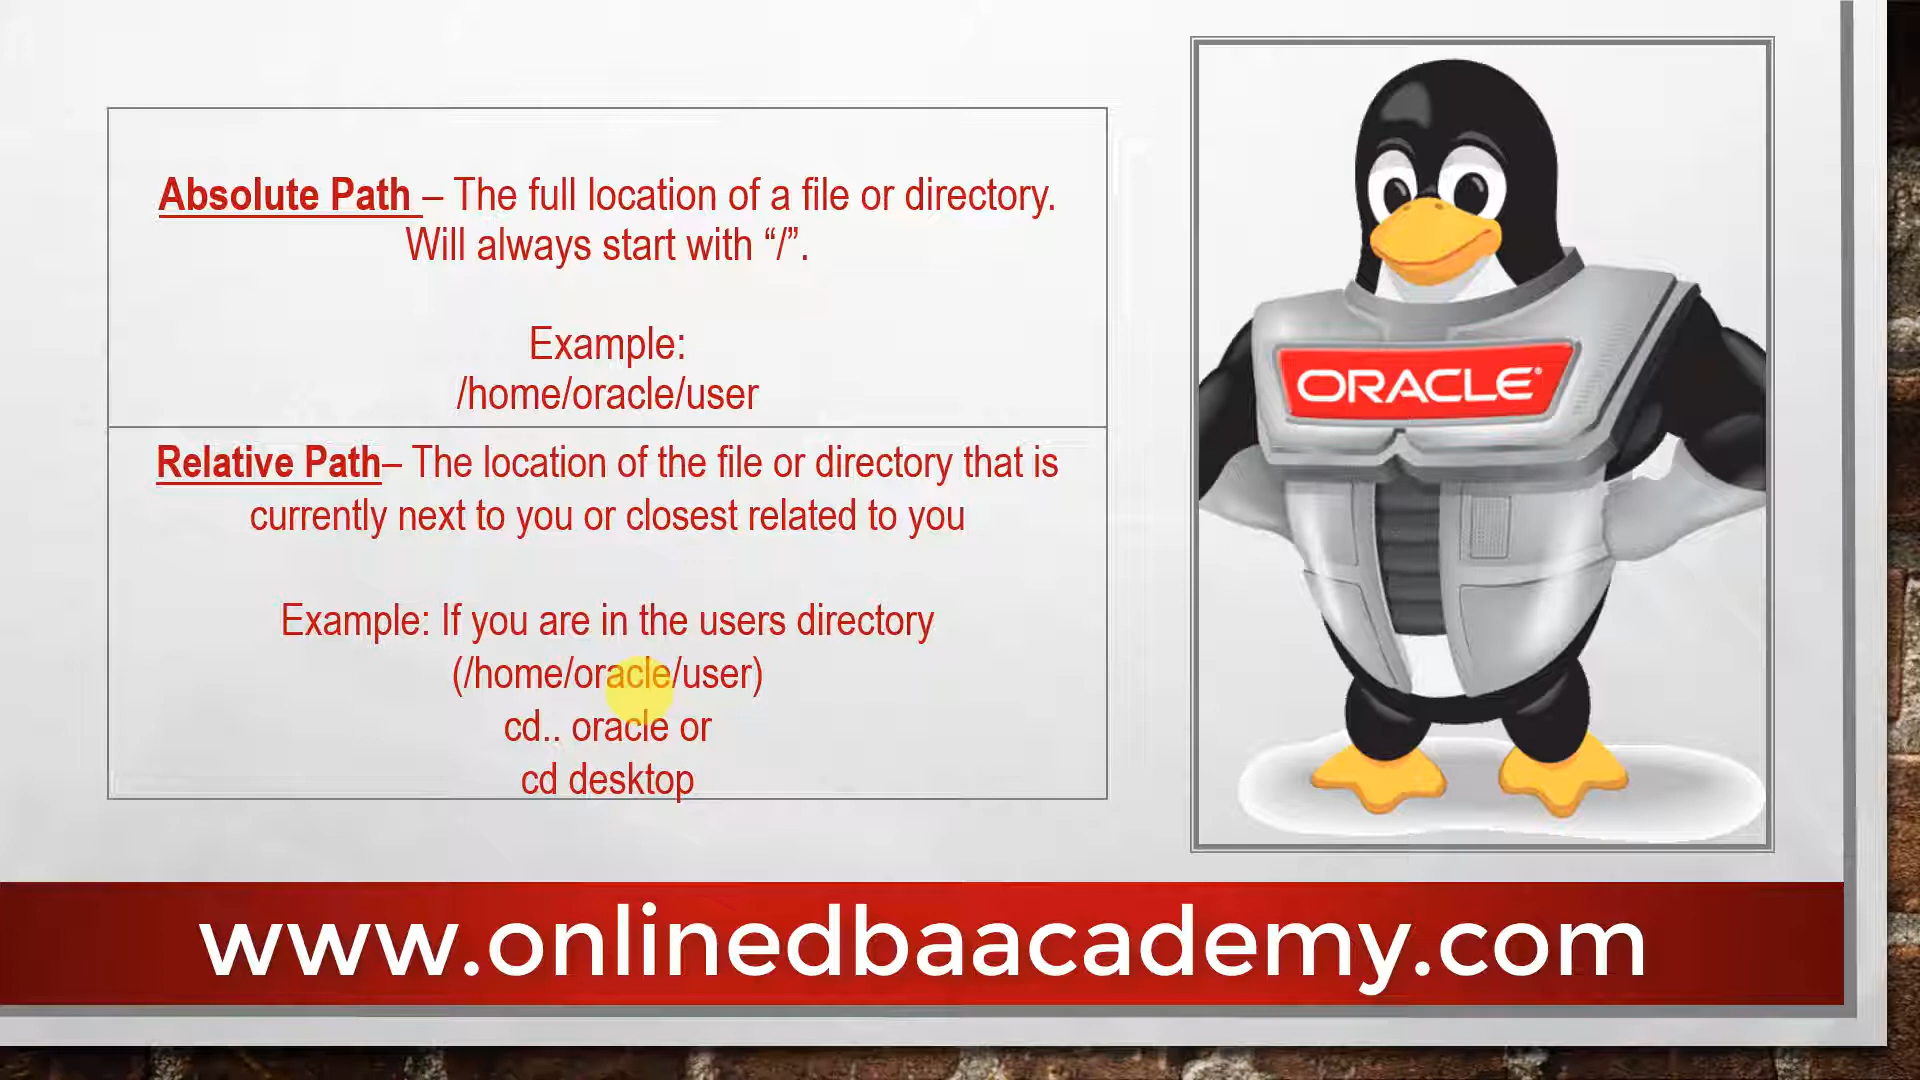 Absolute Path – The full location of a file or directory.
Will always start with “/”.
Example:
/home/oracle/user
Relative Path– The location of the file or directory that is
currently next to you or closest related to you
Example: If you are in the users directory
(/home/oracle/user)
cd.. oracle or
cd desktop
ORACLE®
www.onlinedbaacademy.com